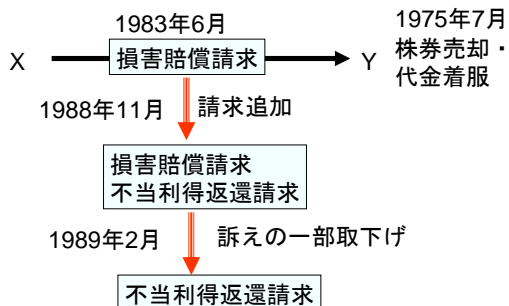 1983年6月
1975年7月
株券売却・
代金着服
X
損害賠償請求
Y
1988年11月
請求追加
損害賠償請求
不当利得返還請求
1989年2月
訴えの一部取下げ
不当利得返還請求